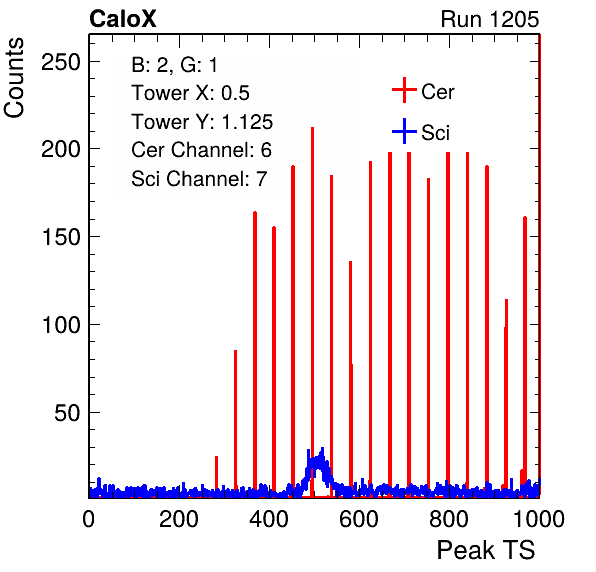 CaloX
Run 1205
Counts
B: 2, G: 1
Tower X: 0.5
Tower Y: 1.125
Cer Channel: 6
Sci Channel: 7
Cer
Sci
250
200
150
100
50
0 200 400 600 800 1000
Peak TS